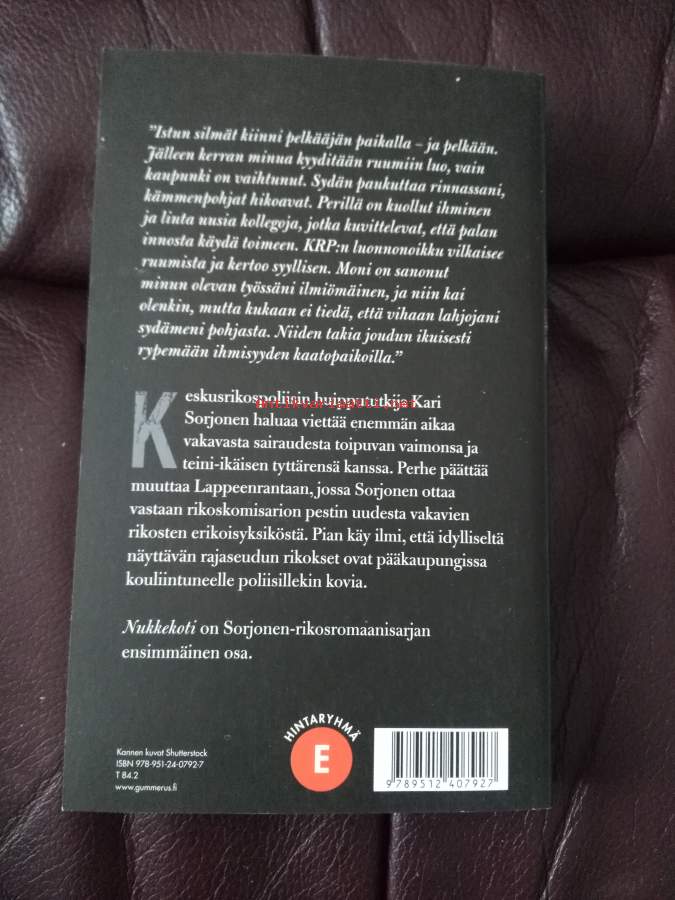 ”Istun silmät kiinni pelkääjän paikalla – ja pelkään.
Jälleen kerran minua kyyditään ruumiin luo, vain
kaupunki on vaihtunut. Sydän paukuttaa rinnassani,
kämmenpohjat hikoavat. Perillä on kuollut ihminen
ja liuta uusia kollegoja, jotka kuvittelevat, että palan
innosta käydä toimeen. KRP:n luonnonoikku vilkaisee
ruumista ja kertoo syyllisen. Moni on sanonut
minun olevan työssäni ilmiömäinen, ja niin kai
olenkin, mutta kukaan ei tiedä, että vihaan lahjojani
sydämeni pohjasta. Niiden takia joudun ikuisesti
rypemään ihmisyyden kaatopaikoilla.”
Keskusrikospoliisin huipputukija Kari
Sorjonen haluaa viettää enemmän aikaa
vakavasta sairaudesta toipuvan vaimonsa ja
teini-ikäisen tyttärensä kanssa. Perhe päättää
muuttaa Lappeenrantaan, jossa Sorjonen ottaa
vastaan rikoskomisarion pestin uudesta vakavien
rikosten erikoisyksiköstä. Pian käy ilmi, että idylliseltä
näyttävän rajaseudun rikokset ovat pääkaupungissa
kouliintuneelle poliisillekin kovia.
Nukkekoti on Sorjonen-rikosromaanisarjan
ensimmäinen osa.
HINTARYHMÄ
E
Kannen kuvat Shutterstock
ISBN 978-951-24-0792-7
T 84.2
www.gummerus.fi
9 789512 407927